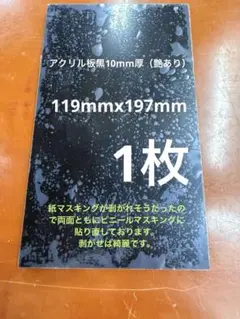 アクリル板黒10mm厚（艶あり）
119mmx197mm
1枚
紙マスキングが剥がれそうだったの
で両面ともにビニールマスキングに
貼り直しております。
剥がせば綺麗です。